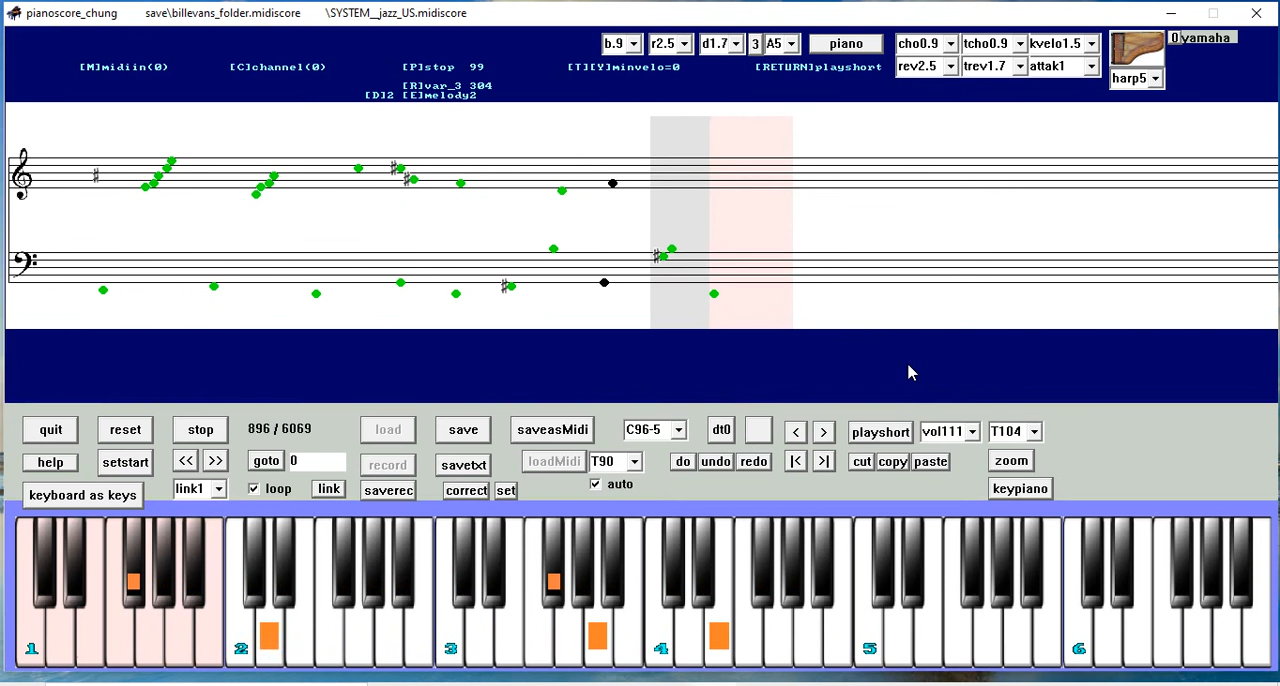 pianoscore_chung save\billevans_folder.midiscore \SYSTEM__jazz_US.midiscore
b.9 r2.5 d1.7 3 A5 piano cho0.9 tcho0.9 kvelo1.5 0 yamaha
[M]midiin(0) [C]channel(0) [P]stop 99 [T][Y]minvelo=0 [RETURN]playshort rev2.5 trev1.7 attak1
harp5
[R]var_3 304
[D]2 [E]melody2
quit reset stop 896 / 6069 load save saveasMidi C96-5 dt0 < > playshort vol111 T104
help setstart << >> goto 0 record savetxt loadMidi T90 do undo redo |< >| cut copy paste zoom
keyboard as keys link1 loop link saverec correct set auto keypiano
1 2 3 4 5 6